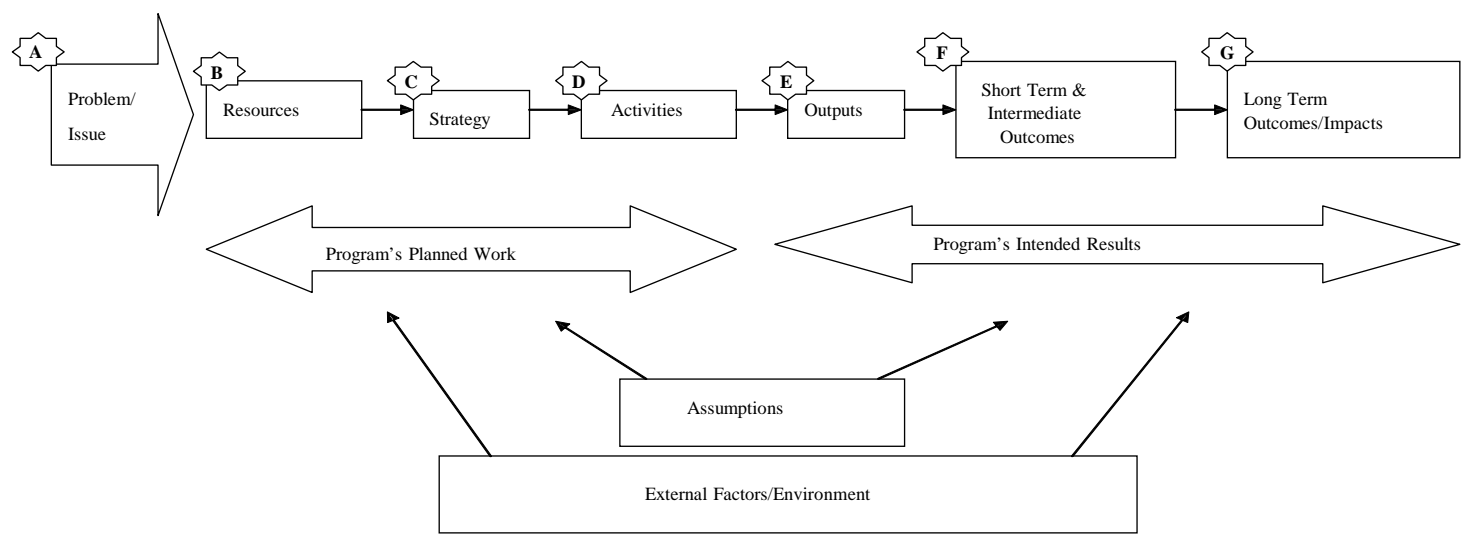 A
Problem/
Issue
B
Resources
C
Strategy
D
Activities
E
Outputs
F
Short Term &
Intermediate
Outcomes
G
Long Term
Outcomes/Impacts
Program’s Planned Work
Program’s Intended Results
Assumptions
External Factors/Environment